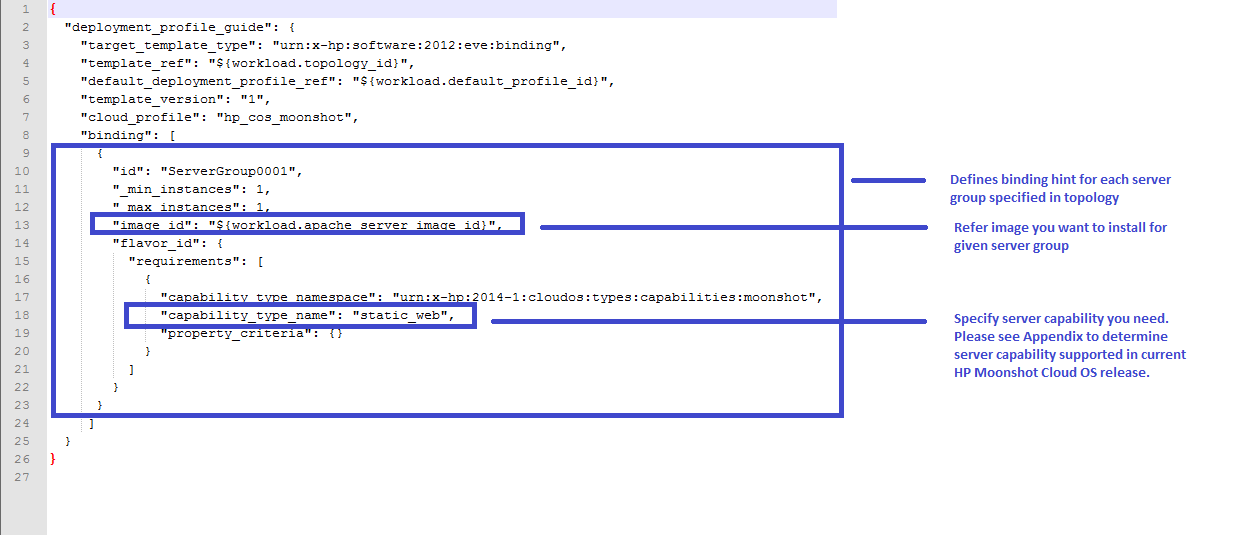 1 {
2 "deployment_profile_guide": {
3 "target_template_type": "urn:x-hp:software:2012:eve:binding",
4 "template_ref": "${workload.topology_id}",
5 "default_deployment_profile_ref": "${workload.default_profile_id}",
6 "template_version": "1",
7 "cloud_profile": "hp_cos_moonshot",
8 "binding": [
9 {
10 "id": "ServerGroup0001",
11 "_min_instances": 1,
12 "_max_instances": 1,
13 "image_id": "${workload.apache_server_image_id}",
14 "flavor_id": {
15 "requirements": [
16 {
17 "capability_type_namespace": "urn:x-hp:2014-1:cloudos:types:capabilities:moonshot",
18 "capability_type_name": "static_web",
19 "property_criteria": {}
20 }
21 ]
22 }
23 }
24 ]
25 }
26 }
27
Defines binding hint for each server
group specified in topology
Refer image you want to install for
given server group
Specify server capability you need.
Please see Appendix to determine
server capability supported in current
HP Moonshot Cloud OS release.